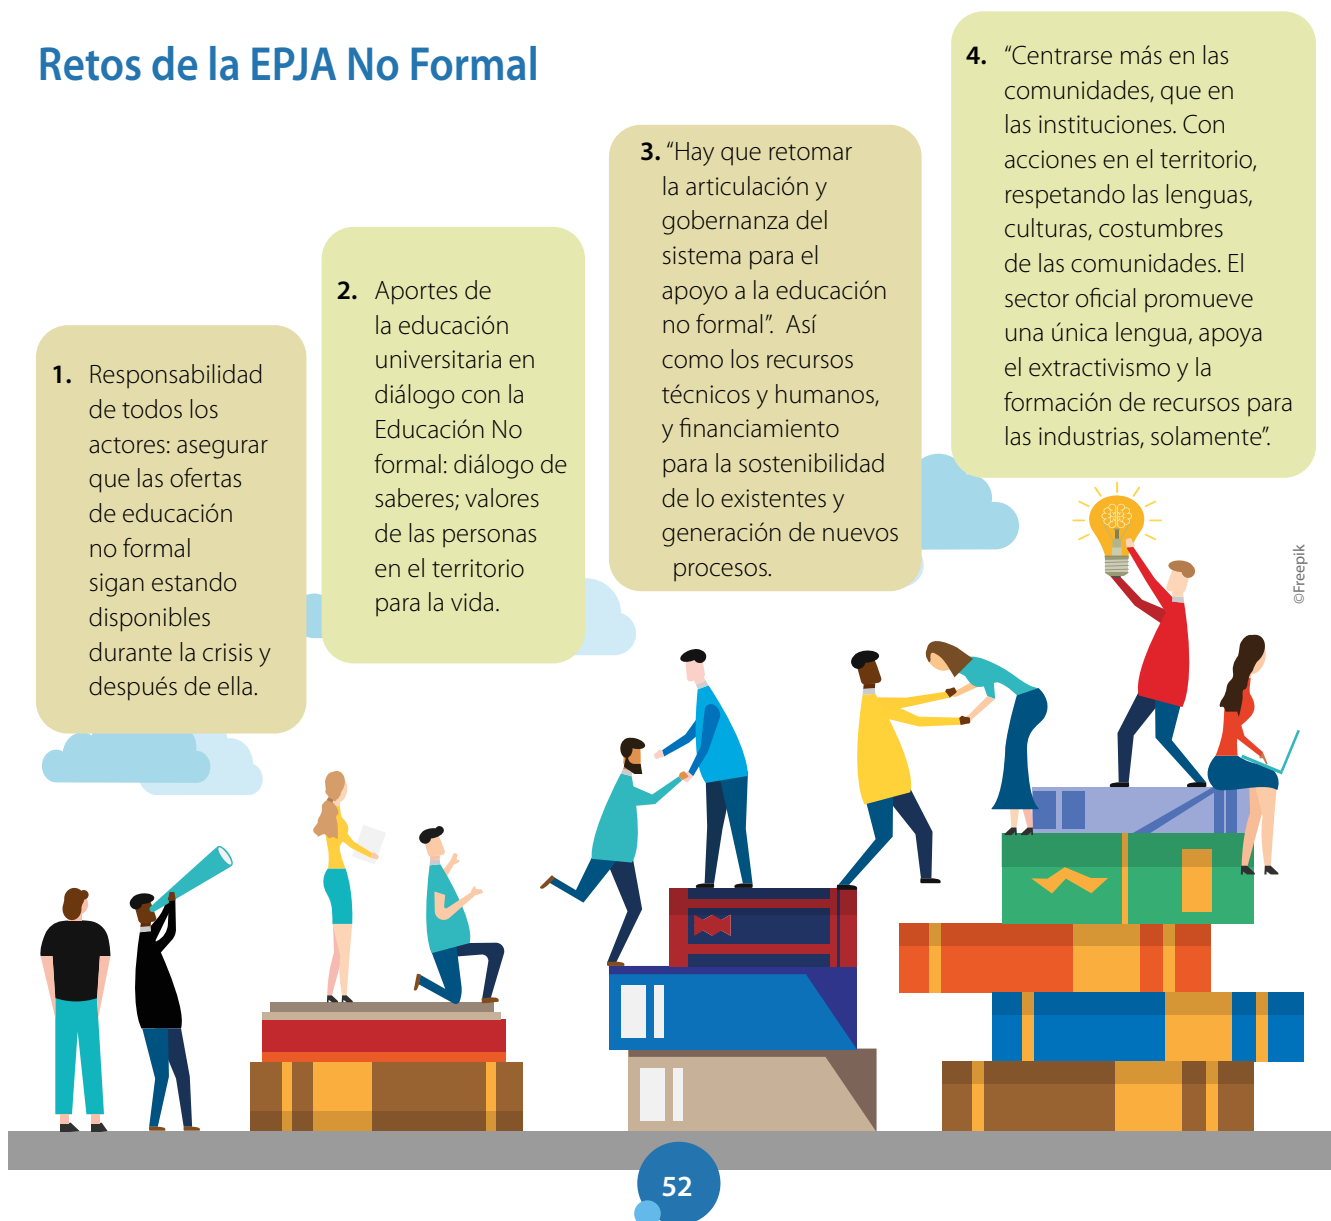 Retos de la EPJA No Formal
1. Responsabilidad
de todos los
actores: asegurar
que las ofertas
de educación
no formal
sigan estando
disponibles
durante la crisis y
después de ella.
2. Aportes de
la educación
universitaria en
diálogo con la
Educación No
formal: diálogo de
saberes; valores
de las personas
en el territorio
para la vida.
3. “Hay que retomar
la articulación y
gobernanza del
sistema para el
apoyo a la educación
no formal”. Así
como los recursos
técnicos y humanos,
y financiamiento
para la sostenibilidad
de lo existentes y
generación de nuevos
procesos.
4. “Centrarse más en las
comunidades, que en
las instituciones. Con
acciones en el territorio,
respetando las lenguas,
culturas, costumbres
de las comunidades. El
sector oficial promueve
una única lengua, apoya
el extractivismo y la
formación de recursos para
las industrias, solamente”.
©Freepik
52